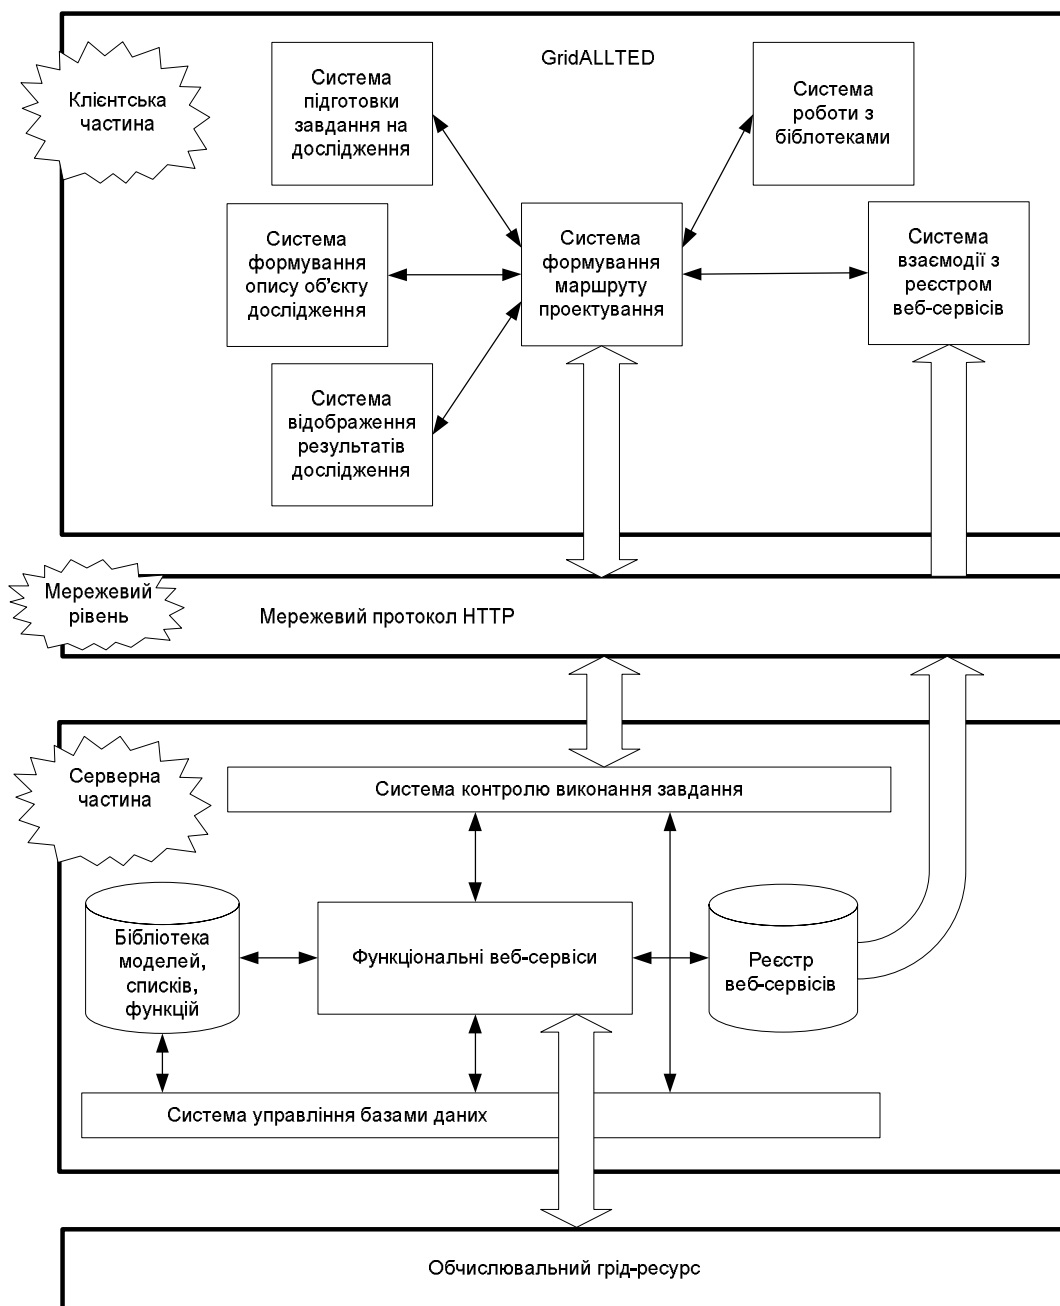 GridALLTED
Клієнтська
частина
Система
підготовки
завдання на
дослідження
Система
роботи з
біблотеками
Система
формування
опису об'єкту
дослідження
Система
формування
маршруту
проектування
Система
взаємодії з
реєстром
веб-сервісів
Система
відображення
результатів
дослідження
Мережевий
рівень
Мережевий протокол HTTP
Серверна
частина
Система контролю виконання завдання
Бібліотека
моделей,
списків,
функцій
Функціональні веб-сервіси
Реєстр
веб-сервісів
Система управління базами даних
Обчислювальний грід-ресурс